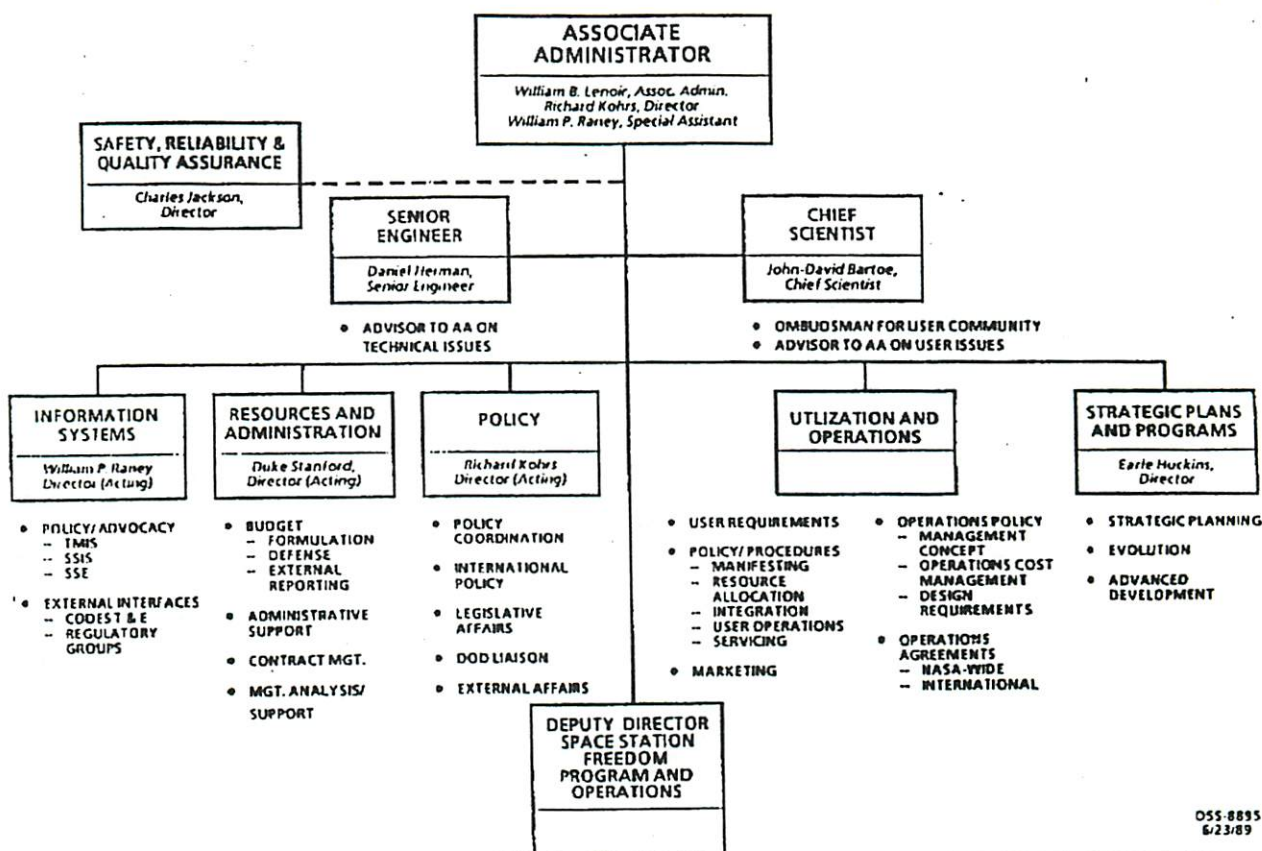 ASSOCIATE
ADMINISTRATOR
William B. Lenoir, Assoc. Admin.
Richard Kohrs, Director
William P. Raney, Special Assistant
SAFETY, RELIABILITY &
QUALITY ASSURANCE
Charles Jackson,
Director
SENIOR
ENGINEER
Daniel Herman,
Senior Engineer
• ADVISOR TO AA ON
TECHNICAL ISSUES
CHIEF
SCIENTIST
John-David Bartoe,
Chief Scientist
• OMBUDSMAN FOR USER COMMUNITY
• ADVISOR TO AA ON USER ISSUES
INFORMATION
SYSTEMS
William P. Raney
Director (Acting)
• POLICY/ADVOCACY
– TMIS
– SSIS
– SSE
• EXTERNAL INTERFACES
– CODES T & E
– REGULATORY
GROUPS
RESOURCES AND
ADMINISTRATION
Duke Stanford,
Director (Acting)
• BUDGET
– FORMULATION
– DEFENSE
– EXTERNAL
REPORTING
• ADMINISTRATIVE
SUPPORT
• CONTRACT MGT.
• MGT. ANALYSIS/
SUPPORT
POLICY
Richard Kohrs
Director (Acting)
• POLICY
COORDINATION
• INTERNATIONAL
POLICY
• LEGISLATIVE
AFFAIRS
• DOD LIAISON
• EXTERNAL AFFAIRS
UTLIZATION AND
OPERATIONS
• USER REQUIREMENTS
• POLICY/PROCEDURES
– MANIFESTING
– RESOURCE
ALLOCATION
– INTEGRATION
– USER OPERATIONS
– SERVICING
• MARKETING
• OPERATIONS POLICY
– MANAGEMENT
CONCEPT
– OPERATIONS COST
MANAGEMENT
– DESIGN
REQUIREMENTS
• OPERATIONS
AGREEMENTS
– NASA-WIDE
– INTERNATIONAL
STRATEGIC PLANS
AND PROGRAMS
Earle Huckins,
Director
• STRATEGIC PLANNING
• EVOLUTION
• ADVANCED
DEVELOPMENT
DEPUTY DIRECTOR
SPACE STATION
FREEDOM
PROGRAM AND
OPERATIONS
OSS-8895
6/23/89